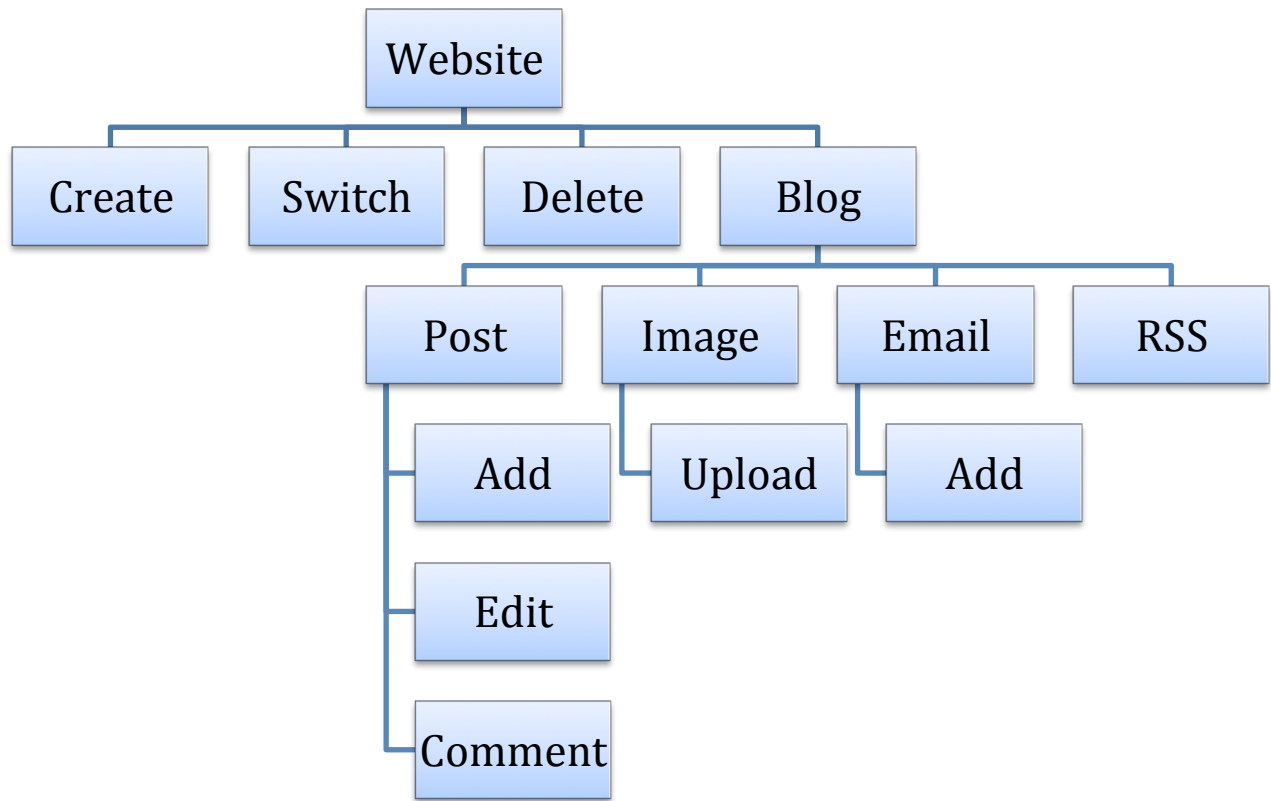 Website
Create
Switch
Delete
Blog
Post
Image
Email
RSS
Add
Upload
Add
Edit
Comment